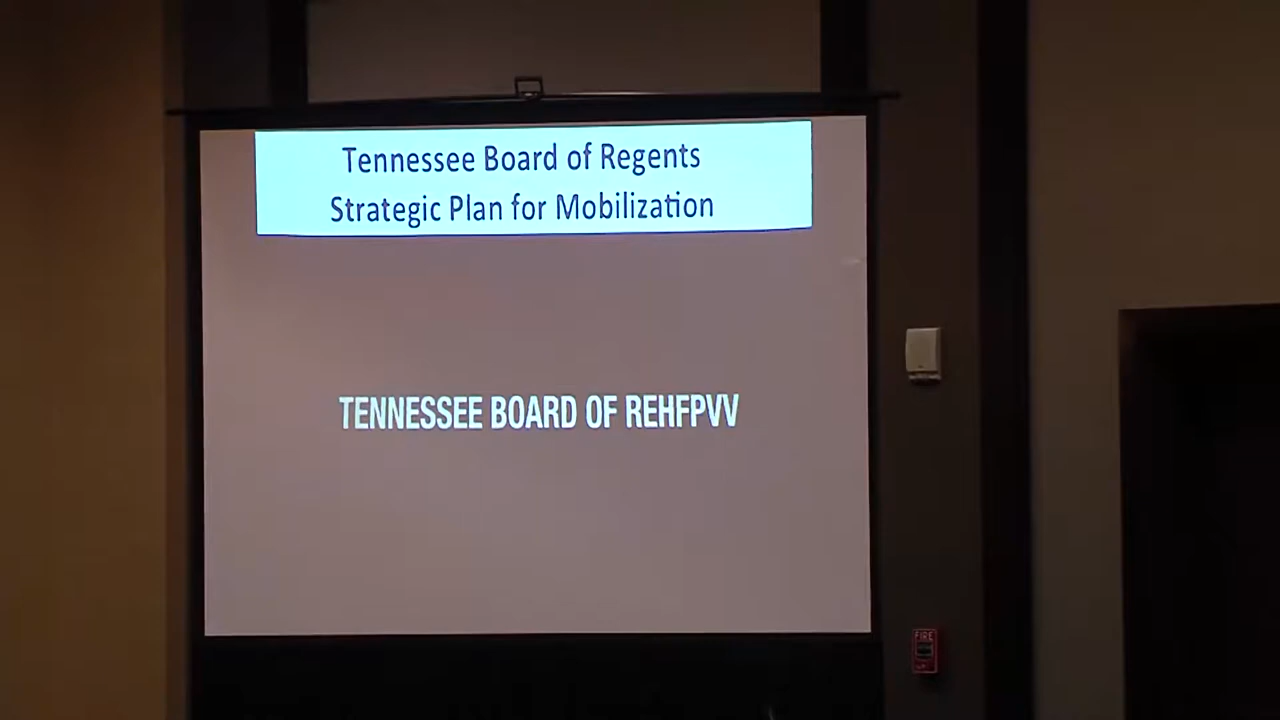 Tennessee Board of Regents
Strategic Plan for Mobilization
TENNESSEE BOARD OF REHFPVV
FIRE